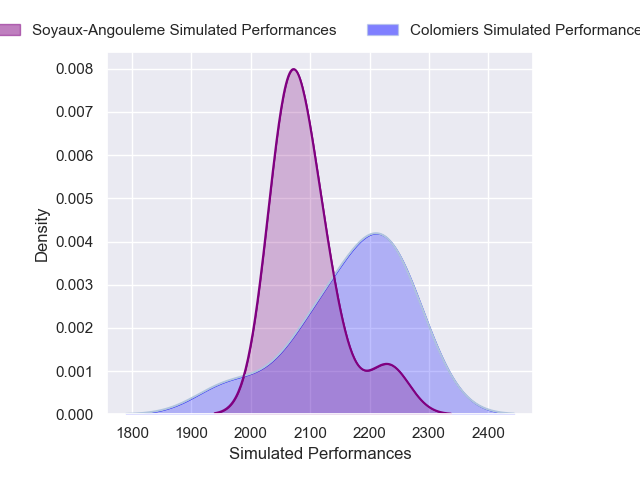 Soyaux-Angouleme Simulated Performances Colomiers Simulated Performance
0.008
0.007
0.006
0.005
0.004
0.003
0.002
0.001
0.000
Density
1800 1900 2000 2100 2200 2300 2400
Simulated Performances